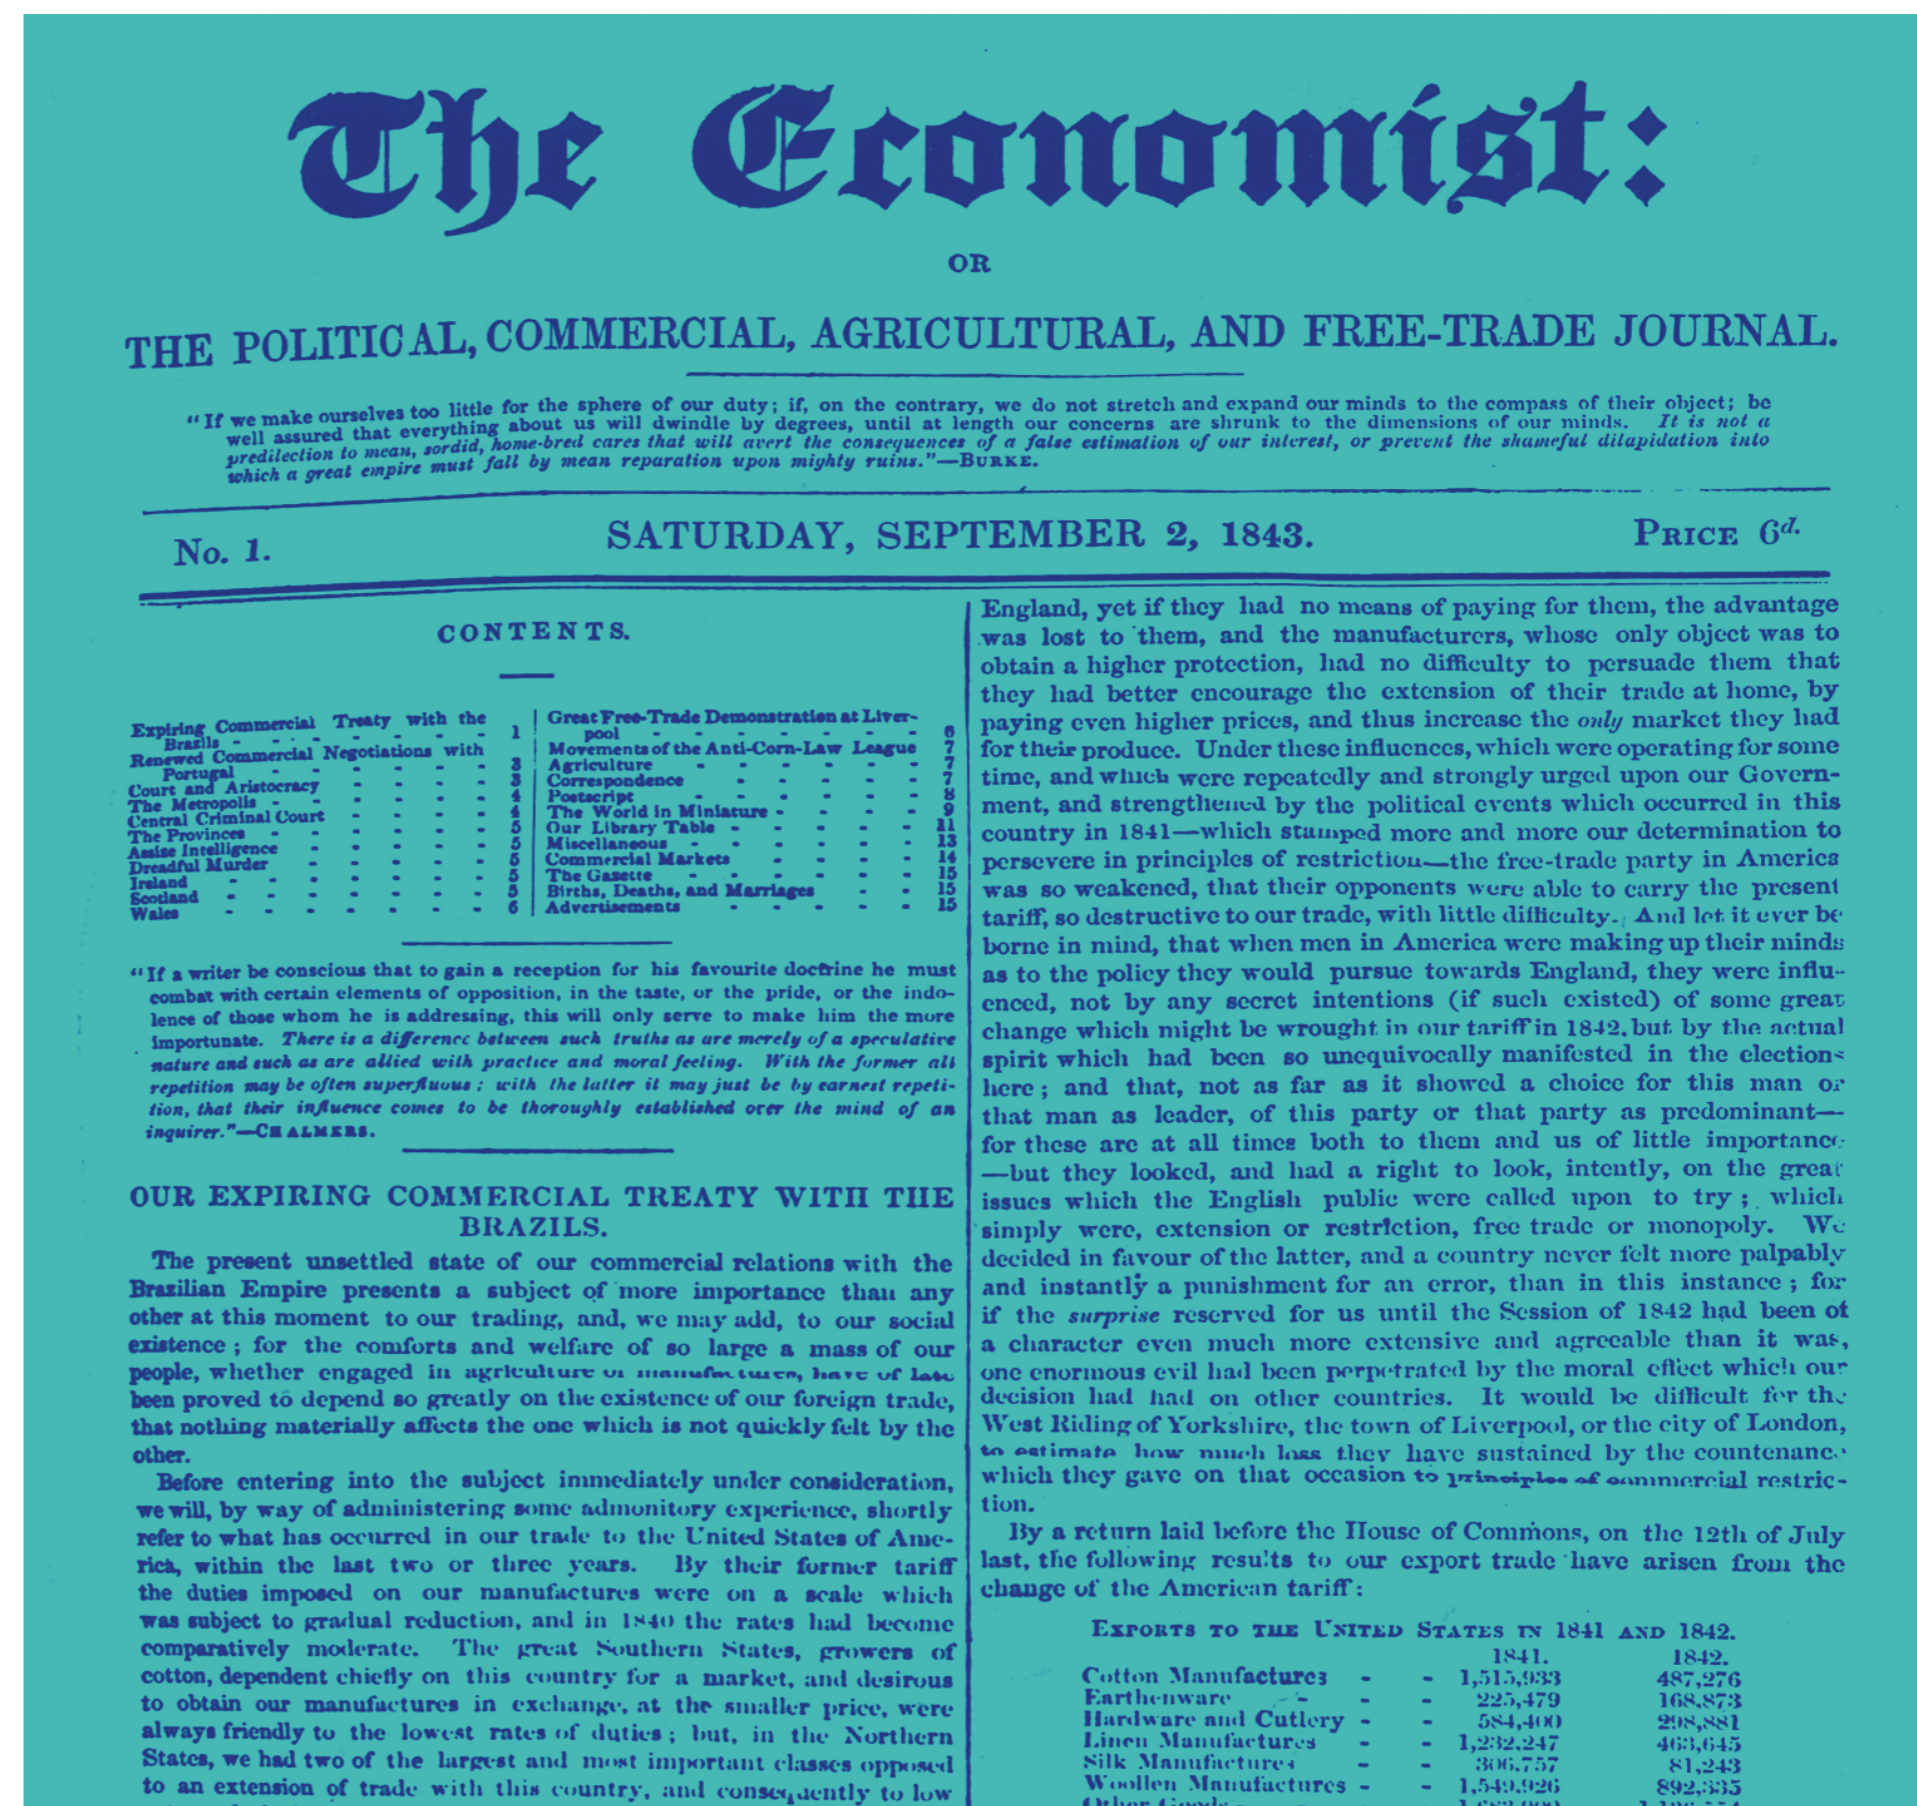 The Economist:
OR
THE POLITICAL, COMMERCIAL, AGRICULTURAL, AND FREE-TRADE JOURNAL.
"If we make ourselves too little for the sphere of our duty; if, on the contrary, we do not stretch and expand our minds to the compass of their object; be
well assured that everything about us will dwindle by degrees, until at length our concerns are shrunk to the dimensions of our minds. It is not a
predilection to mean, sordid, home-bred cares that will avert the consequences of a false estimation of our interest, or prevent the shameful dilapidation into
which a great empire must fall by mean reparation upon mighty ruins."—BURKE.
No. 1.
SATURDAY, SEPTEMBER 2, 1843.
PRICE 6d.
CONTENTS.
Expiring Commercial Treaty with the
Brazils - - - - - - - 1
Renewed Commercial Negotiations with
Portugal - - - - - - 3
Court and Aristocracy - - - - 3
The Metropolis - - - - - - 4
Central Criminal Court - - - - 4
The Provinces - - - - - - 5
Assize Intelligence - - - - - 5
Dreadful Murder - - - - - 5
Ireland - - - - - - - 5
Scotland - - - - - - - 5
Wales - - - - - - - 6
Great Free-Trade Demonstration at Liver-
pool - - - - - - - - 6
Movements of the Anti-Corn-Law League 7
Agriculture - - - - - - 7
Correspondence - - - - - 7
Postscript - - - - - - 8
The World in Miniature - - - - 9
Our Library Table - - - - - 11
Miscellaneous - - - - - - 13
Commercial Markets - - - - - 14
The Gazette - - - - - - 15
Births, Deaths, and Marriages - - 15
Advertisements - - - - - 15
"If a writer be conscious that to gain a reception for his favourite doctrine he must
combat with certain elements of opposition, in the taste, or the pride, or the indo-
lence of those whom he is addressing, this will only serve to make him the more
importunate. There is a difference between such truths as are merely of a speculative
nature and such as are allied with practice and moral feeling. With the former all
repetition may be often superfluous; with the latter it may just be by earnest repeti-
tion, that their influence comes to be thoroughly established over the mind of an
inquirer."—CHALMERS.
OUR EXPIRING COMMERCIAL TREATY WITH THE
BRAZILS.
The present unsettled state of our commercial relations with the
Brazilian Empire presents a subject of more importance than any
other at this moment to our trading, and, we may add, to our social
existence; for the comforts and welfare of so large a mass of our
people, whether engaged in agriculture or manufactures, have of late
been proved to depend so greatly on the existence of our foreign trade,
that nothing materially affects the one which is not quickly felt by the
other.
Before entering into the subject immediately under consideration,
we will, by way of administering some admonitory experience, shortly
refer to what has occurred in our trade to the United States of Ame-
rica, within the last two or three years. By their former tariff
the duties imposed on our manufactures were on a scale which
was subject to gradual reduction, and in 1840 the rates had become
comparatively moderate. The great Southern States, growers of
cotton, dependent chiefly on this country for a market, and desirous
to obtain our manufactures in exchange, at the smaller price, were
always friendly to the lowest rates of duties; but, in the Northern
States, we had two of the largest and most important classes opposed
to an extension of trade with this country, and consequently to low
England, yet if they had no means of paying for them, the advantage
was lost to them, and the manufacturers, whose only object was to
obtain a higher protection, had no difficulty to persuade them that
they had better encourage the extension of their trade at home, by
paying even higher prices, and thus increase the only market they had
for their produce. Under these influences, which were operating for some
time, and which were repeatedly and strongly urged upon our Govern-
ment, and strengthened by the political events which occurred in this
country in 1841—which stamped more and more our determination to
persevere in principles of restriction—the free-trade party in America
was so weakened, that their opponents were able to carry the present
tariff, so destructive to our trade, with little difficulty. And let it ever be
borne in mind, that when men in America were making up their minds
as to the policy they would pursue towards England, they were influ-
enced, not by any secret intentions (if such existed) of some great
change which might be wrought in our tariff in 1842, but by the actual
spirit which had been so unequivocally manifested in the elections
here; and that, not as far as it showed a choice for this man or
that man as leader, of this party or that party as predominant—
for these are at all times both to them and us of little importance
—but they looked, and had a right to look, intently, on the great
issues which the English public were called upon to try; which
simply were, extension or restriction, free trade or monopoly. We
decided in favour of the latter, and a country never felt more palpably
and instantly a punishment for an error, than in this instance; for
if the surprise reserved for us until the Session of 1842 had been of
a character even much more extensive and agreeable than it was,
one enormous evil had been perpetrated by the moral effect which our
decision had had on other countries. It would be difficult for the
West Riding of Yorkshire, the town of Liverpool, or the city of London,
to estimate how much loss they have sustained by the countenance
which they gave on that occasion to principles of commercial restric-
tion.
By a return laid before the House of Commons, on the 12th of July
last, the following results to our export trade have arisen from the
change of the American tariff:
EXPORTS TO THE UNITED STATES IN 1841 AND 1842.
1841. 1842.
Cotton Manufactures - - 1,515,933 487,276
Earthenware - - - 225,479 168,873
Hardware and Cutlery - - 584,400 298,881
Linen Manufactures - - 1,232,247 463,645
Silk Manufactures - - 306,757 81,243
Woollen Manufactures - - 1,549,926 892,335